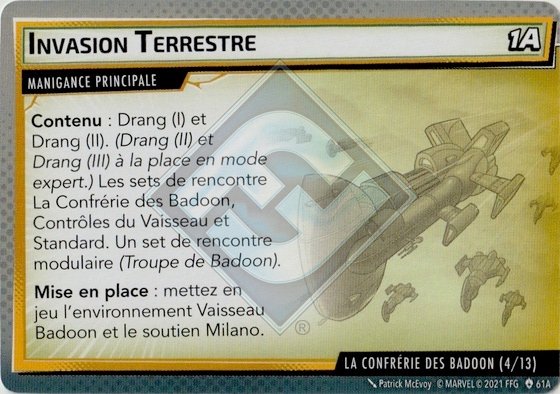 INVASION TERRESTRE
1A
MANIGANCE PRINCIPALE
Contenu : Drang (I) et
Drang (II). (Drang (II) et
Drang (III) à la place en mode
expert.) Les sets de rencontre
La Confrérie des Badoon,
Contrôles du Vaisseau et
Standard. Un set de rencontre
modulaire (Troupe de Badoon).
Mise en place : mettez en
jeu l'environnement Vaisseau
Badoon et le soutien Milano.
®
LA CONFRÉRIE DES BADOON (4/13)
Patrick McEvoy © MARVEL © 2021 FFG 61A